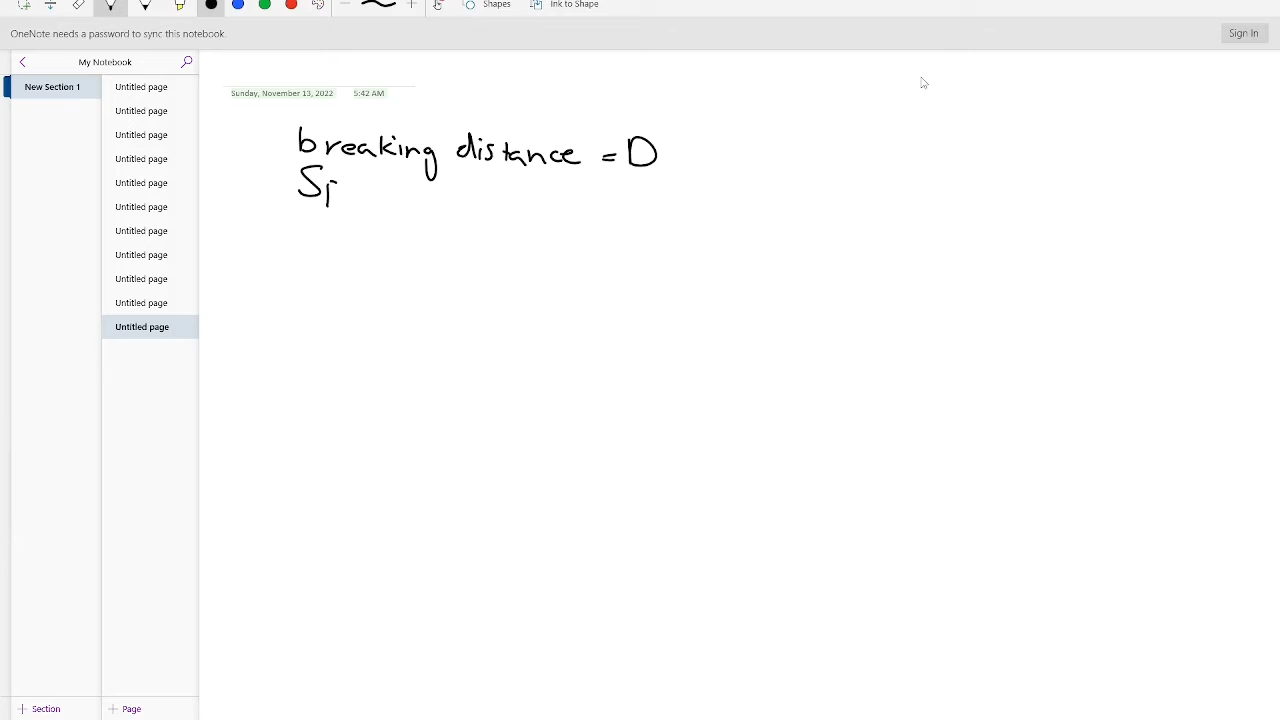 Shapes
Ink to Shape
OneNote needs a password to sync this notebook.
Sign In
My Notebook
New Section 1
Untitled page
Untitled page
Untitled page
Untitled page
Untitled page
Untitled page
Untitled page
Untitled page
Untitled page
Untitled page
Untitled page
Section
Page
Sunday, November 13, 2022 5:42 AM
breaking distance = D